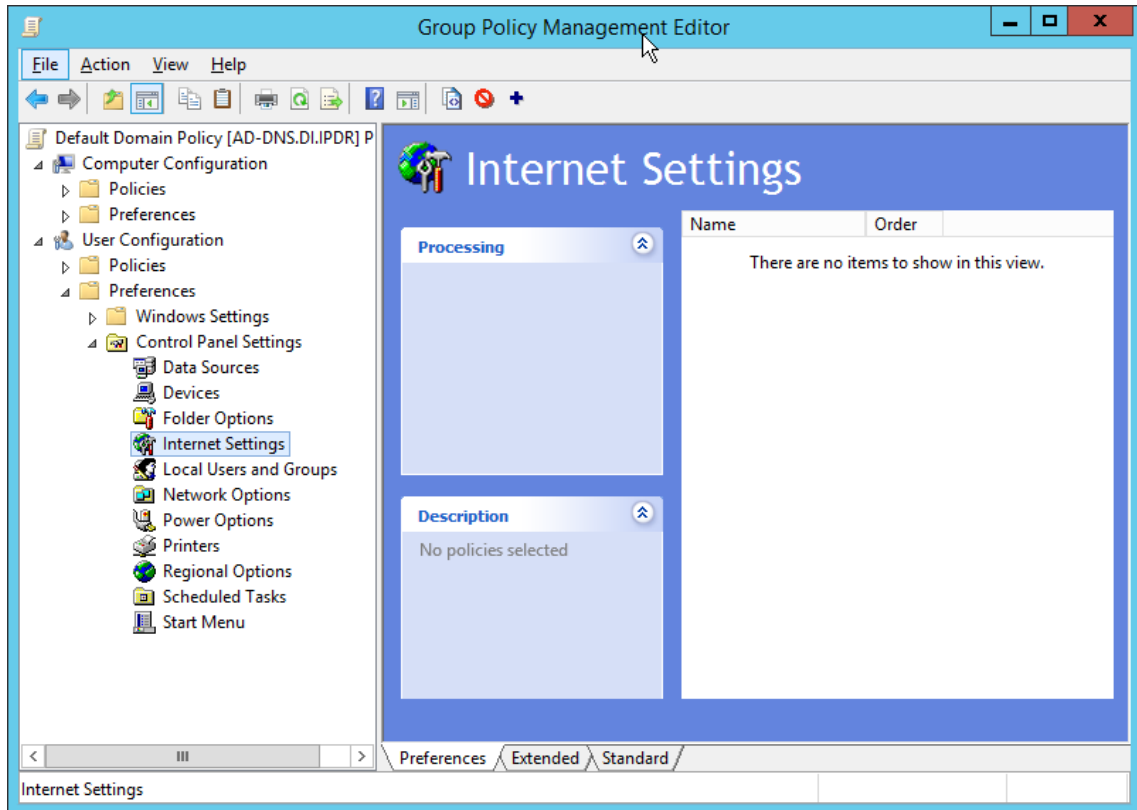 Group Policy Management Editor
File Action View Help
Default Domain Policy [AD-DNS.DI.IPDR] P
Computer Configuration
Policies
Preferences
User Configuration
Policies
Preferences
Windows Settings
Control Panel Settings
Data Sources
Devices
Folder Options
Internet Settings
Local Users and Groups
Network Options
Power Options
Printers
Regional Options
Scheduled Tasks
Start Menu
Internet Settings
Processing
Description
No policies selected
Name Order
There are no items to show in this view.
Preferences Extended Standard
Internet Settings